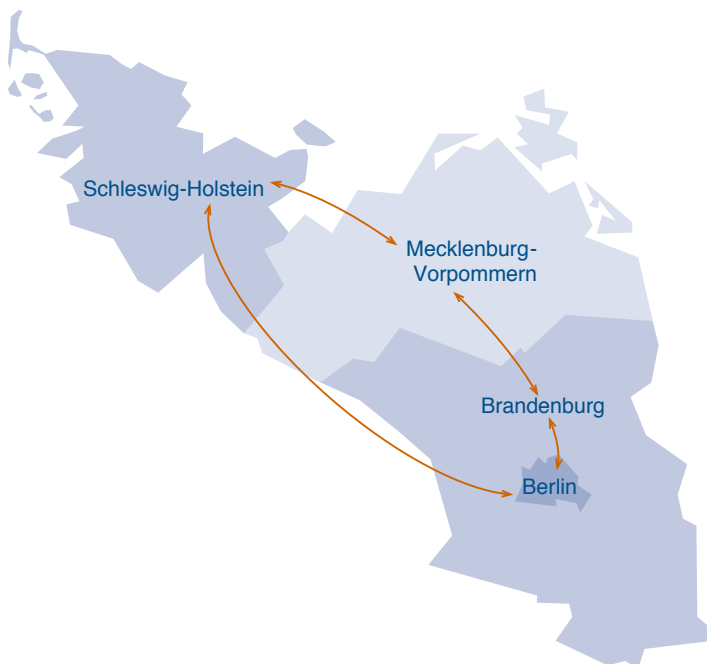 Schleswig-Holstein
Mecklenburg-
Vorpommern
Brandenburg
Berlin